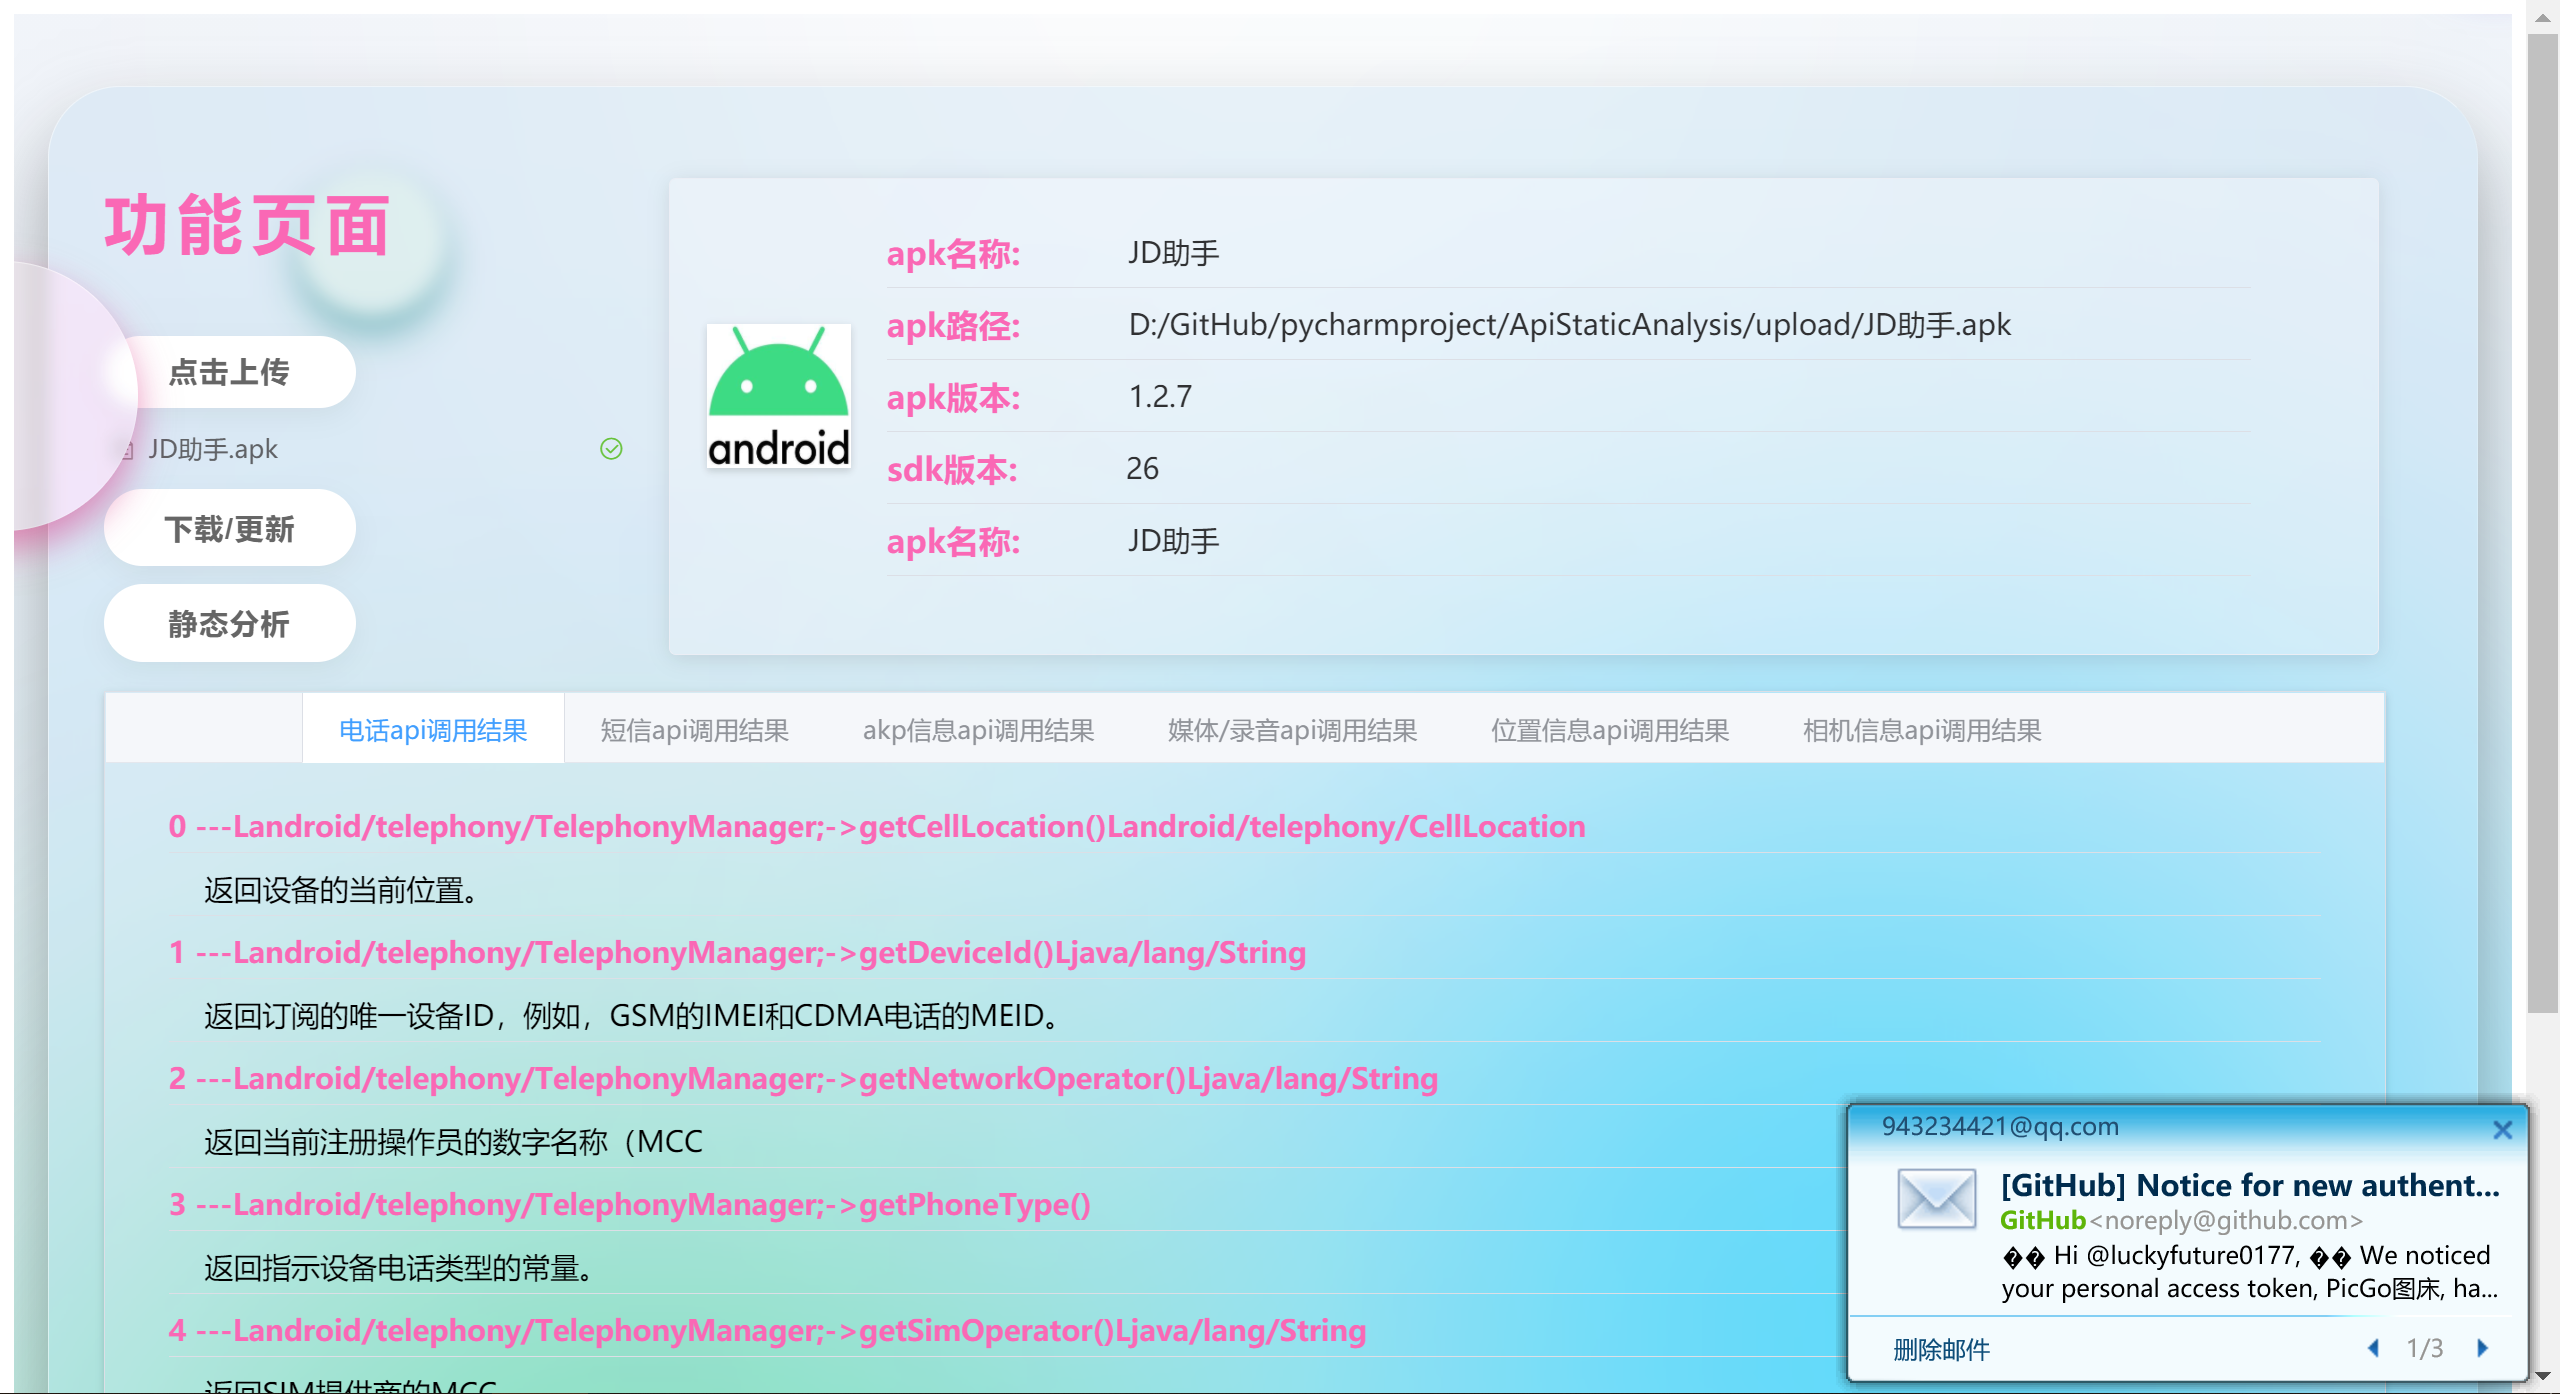 功能页面
点击上传
JD助手.apk
下载/更新
静态分析
android
apk名称: JD助手
apk路径: D:/GitHub/pycharmproject/ApiStaticAnalysis/upload/JD助手.apk
apk版本: 1.2.7
sdk版本: 26
apk名称: JD助手
电话api调用结果 短信api调用结果 akp信息api调用结果 媒体/录音api调用结果 位置信息api调用结果 相机信息api调用结果
0 ---Landroid/telephony/TelephonyManager;->getCellLocation()Landroid/telephony/CellLocation
返回设备的当前位置。
1 ---Landroid/telephony/TelephonyManager;->getDeviceId()Ljava/lang/String
返回订阅的唯一设备ID，例如，GSM的IMEI和CDMA电话的MEID。
2 ---Landroid/telephony/TelephonyManager;->getNetworkOperator()Ljava/lang/String
返回当前注册操作员的数字名称（MCC
3 ---Landroid/telephony/TelephonyManager;->getPhoneType()
返回指示设备电话类型的常量。
4 ---Landroid/telephony/TelephonyManager;->getSimOperator()Ljava/lang/String
返回SIM提供商的MCC
943234421@qq.com
[GitHub] Notice for new authent...
GitHub<noreply@github.com>
�� Hi @luckyfuture0177, �� We noticed
your personal access token, PicGo图床, ha...
删除邮件 1/3